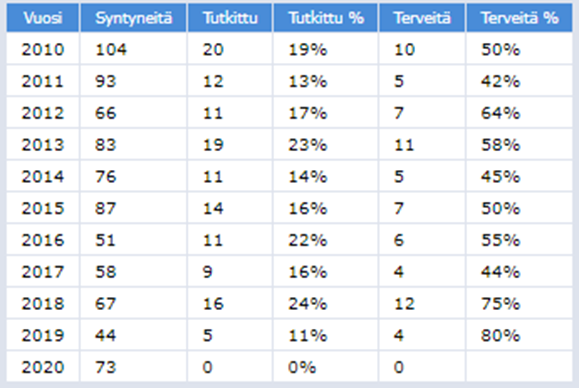 Vuosi Syntyneitä Tutkittu Tutkittu % Terveitä Terveitä %
2010 104 20 19% 10 50%
2011 93 12 13% 5 42%
2012 66 11 17% 7 64%
2013 83 19 23% 11 58%
2014 76 11 14% 5 45%
2015 87 14 16% 7 50%
2016 51 11 22% 6 55%
2017 58 9 16% 4 44%
2018 67 16 24% 12 75%
2019 44 5 11% 4 80%
2020 73 0 0% 0